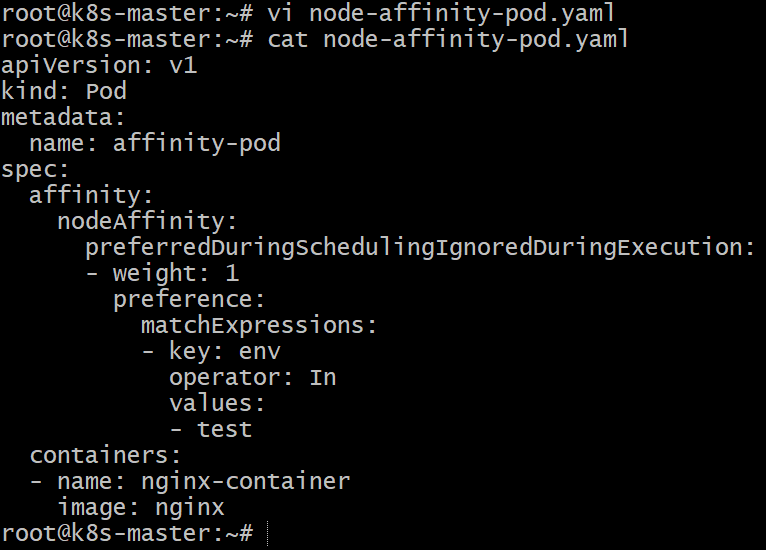 root@k8s-master:~# vi node-affinity-pod.yaml
root@k8s-master:~# cat node-affinity-pod.yaml
apiVersion: v1
kind: Pod
metadata:
  name: affinity-pod
spec:
  affinity:
    nodeAffinity:
      preferredDuringSchedulingIgnoredDuringExecution:
      - weight: 1
        preference:
          matchExpressions:
          - key: env
            operator: In
            values:
            - test
  containers:
  - name: nginx-container
    image: nginx
root@k8s-master:~#